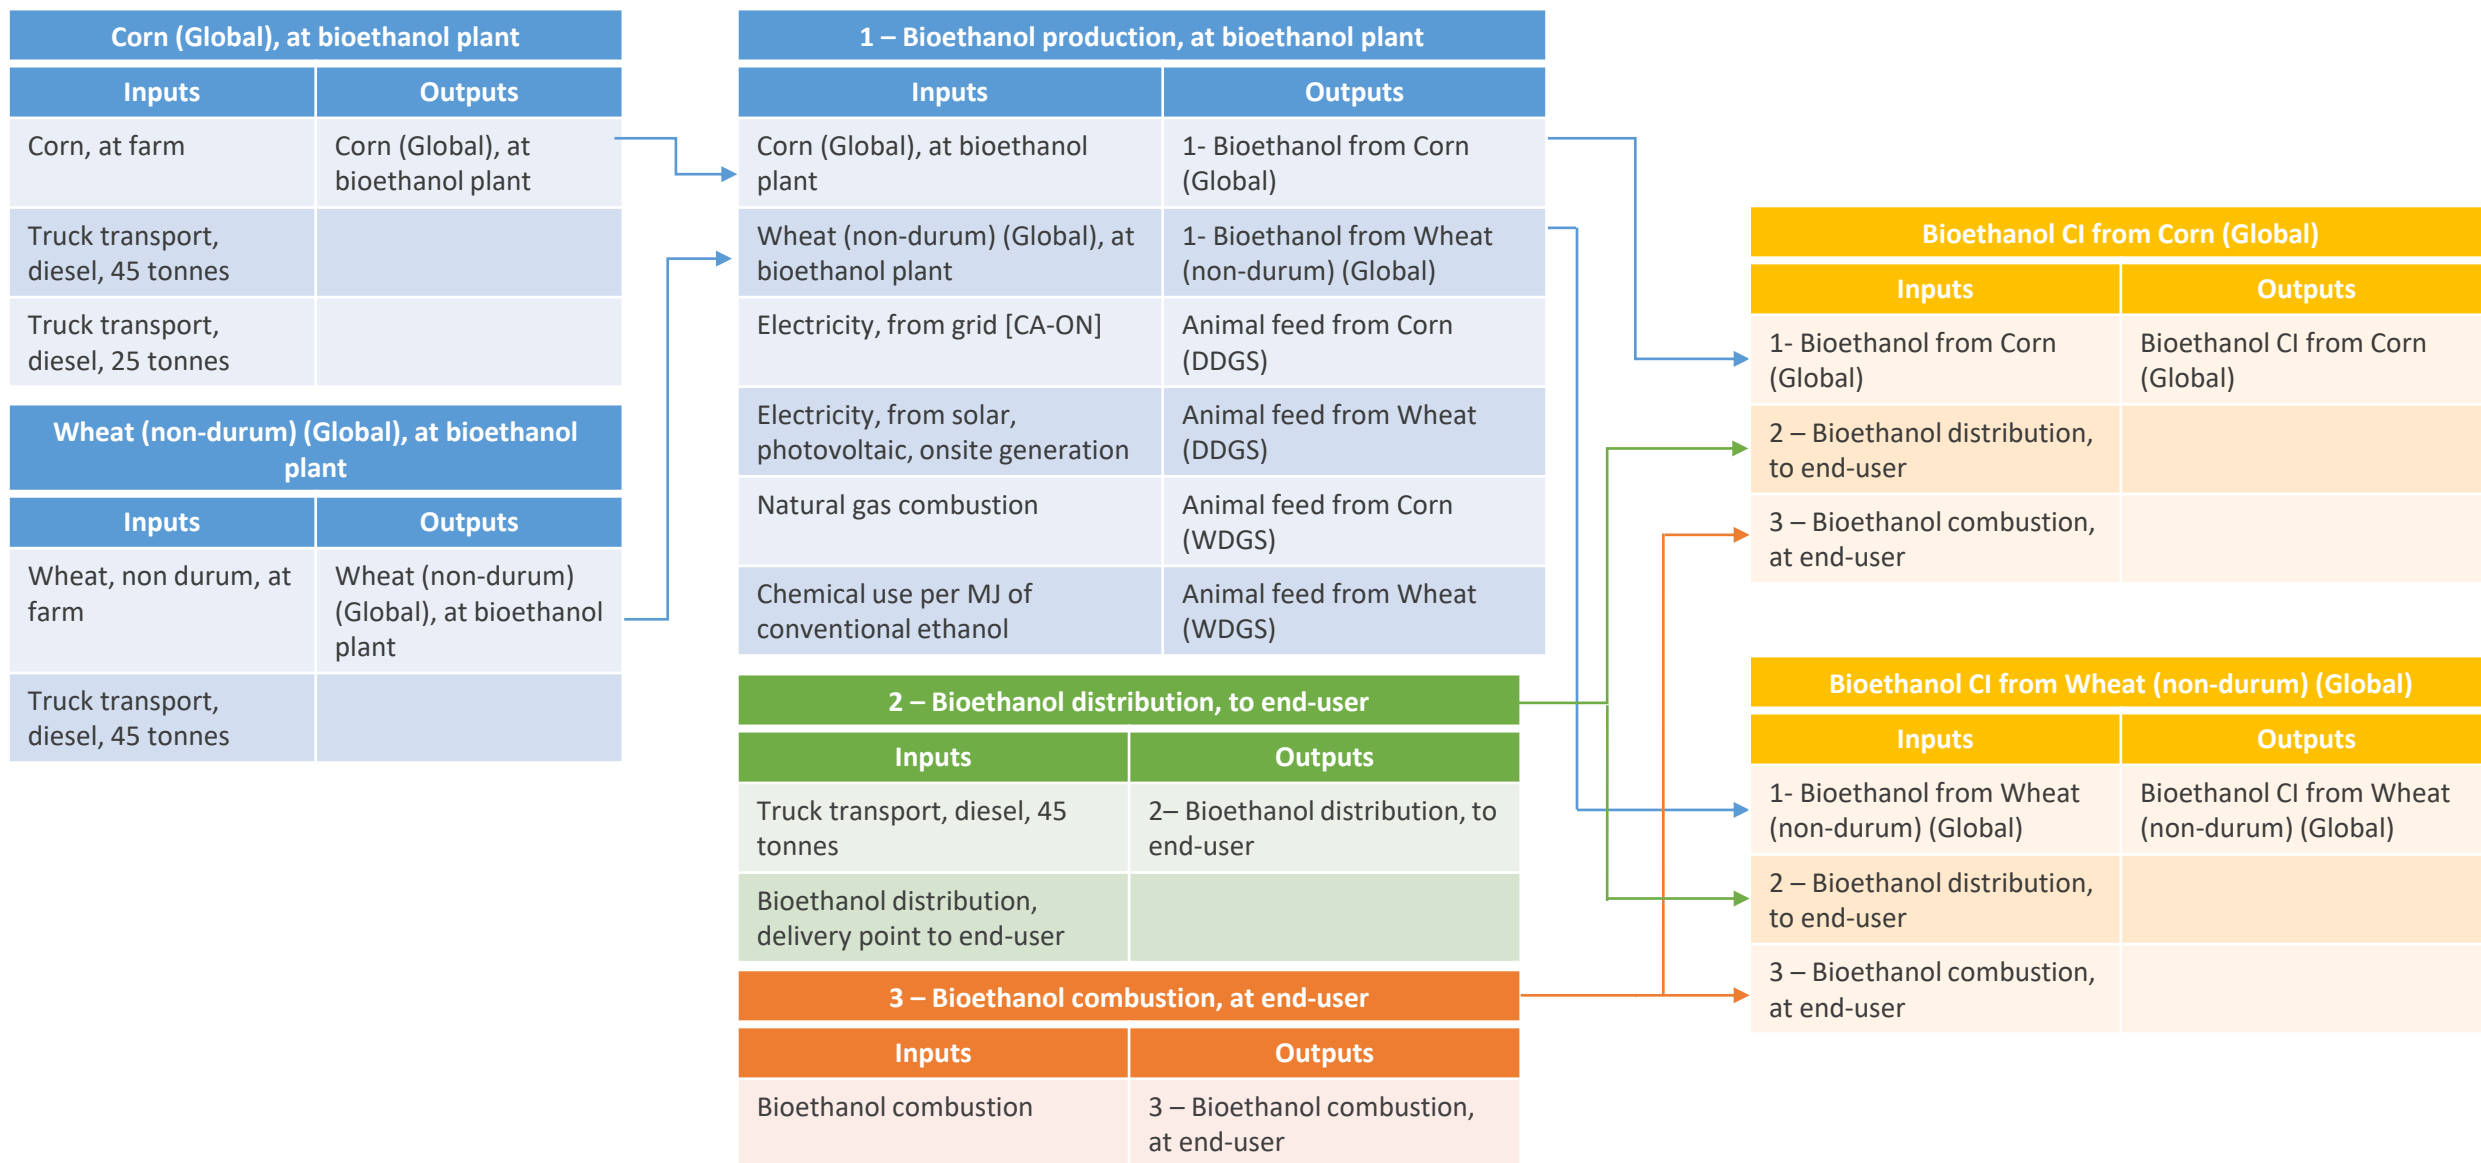 Corn (Global), at bioethanol plant
Inputs
Outputs
Corn, at farm
Corn (Global), at
bioethanol plant
Truck transport,
diesel, 45 tonnes
Truck transport,
diesel, 25 tonnes
Wheat (non-durum) (Global), at bioethanol
plant
Inputs
Outputs
Wheat, non durum, at
farm
Wheat (non-durum)
(Global), at bioethanol
plant
Truck transport,
diesel, 45 tonnes
1 – Bioethanol production, at bioethanol plant
Inputs
Outputs
Corn (Global), at bioethanol
plant
1- Bioethanol from Corn
(Global)
Wheat (non-durum) (Global), at
bioethanol plant
1- Bioethanol from Wheat
(non-durum) (Global)
Electricity, from grid [CA-ON]
Animal feed from Corn
(DDGS)
Electricity, from solar,
photovoltaic, onsite generation
Animal feed from Wheat
(DDGS)
Natural gas combustion
Animal feed from Corn
(WDGS)
Chemical use per MJ of
conventional ethanol
Animal feed from Wheat
(WDGS)
2 – Bioethanol distribution, to end-user
Inputs
Outputs
Truck transport, diesel, 45
tonnes
2– Bioethanol distribution, to
end-user
Bioethanol distribution,
delivery point to end-user
3 – Bioethanol combustion, at end-user
Inputs
Outputs
Bioethanol combustion
3 – Bioethanol combustion,
at end-user
Bioethanol CI from Corn (Global)
Inputs
Outputs
1- Bioethanol from Corn
(Global)
Bioethanol CI from Corn
(Global)
2 – Bioethanol distribution,
to end-user
3 – Bioethanol combustion,
at end-user
Bioethanol CI from Wheat (non-durum) (Global)
Inputs
Outputs
1- Bioethanol from Wheat
(non-durum) (Global)
Bioethanol CI from Wheat
(non-durum) (Global)
2 – Bioethanol distribution,
to end-user
3 – Bioethanol combustion,
at end-user